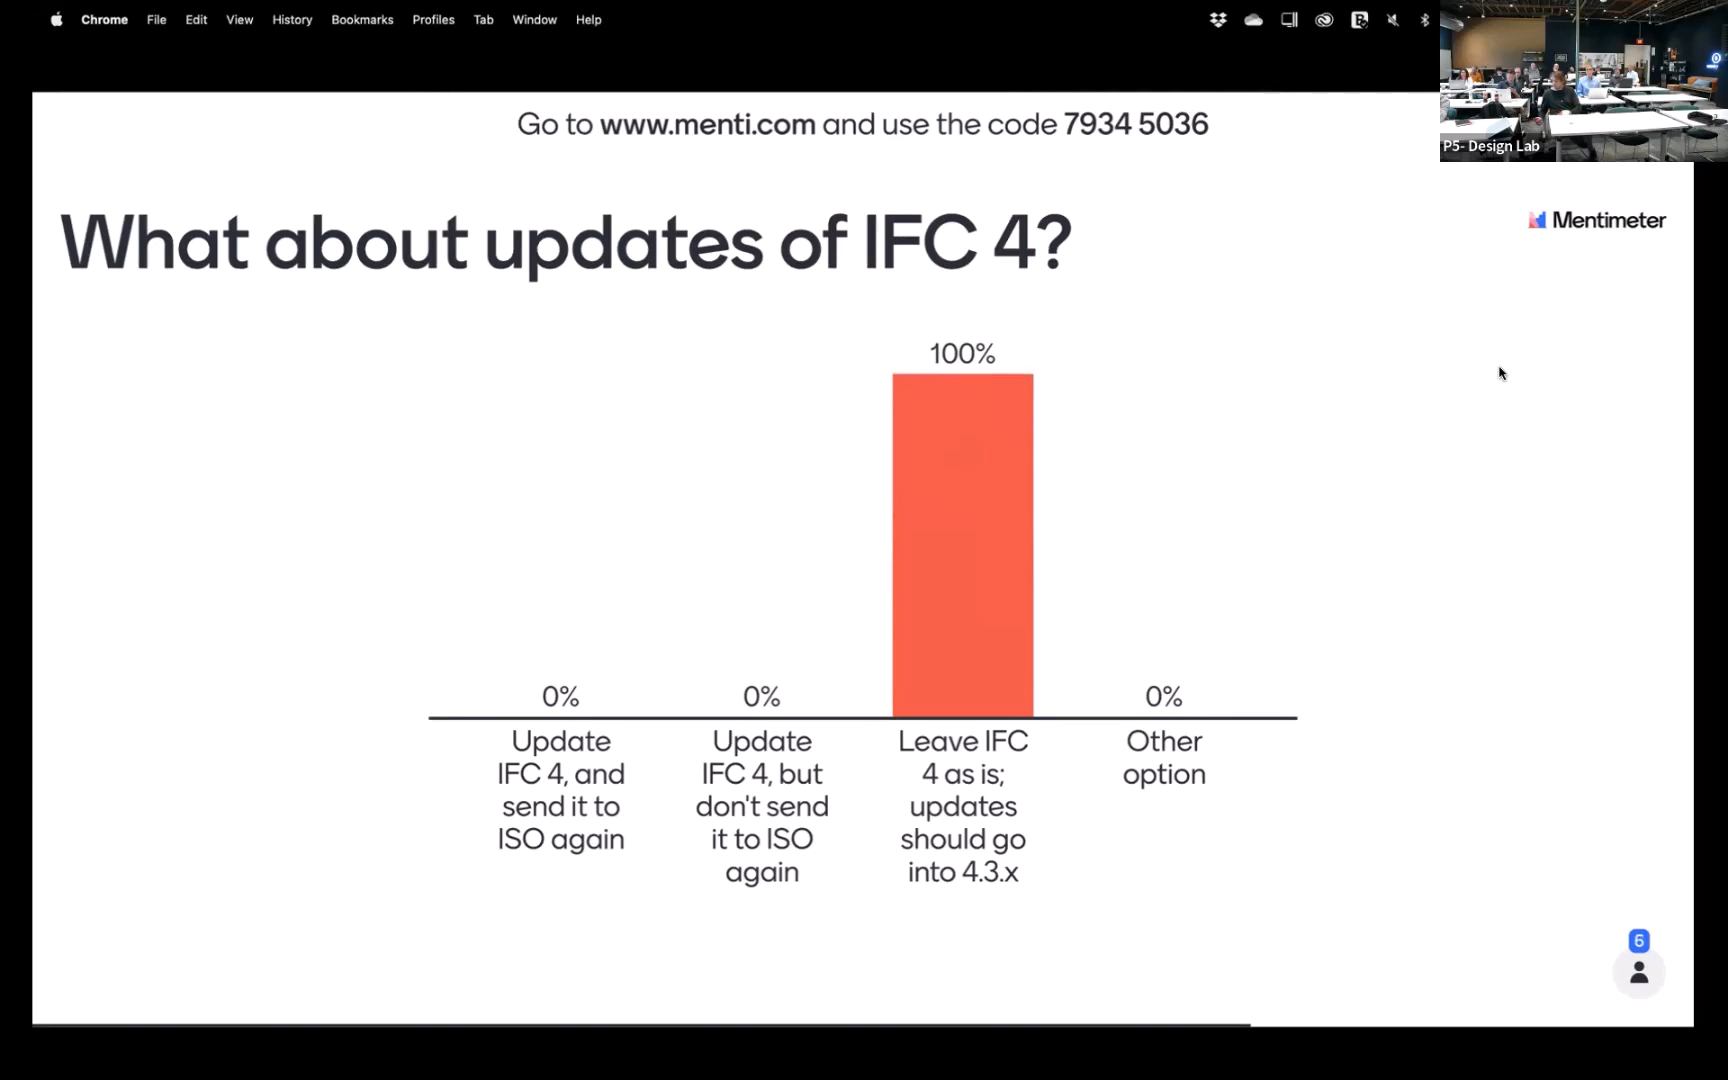 Chrome File Edit View History Bookmarks Profiles Tab Window Help
P5- Design Lab
Go to www.menti.com and use the code 7934 5036
What about updates of IFC 4?
Mentimeter
100%
0%
0%
0%
Update
IFC 4, and
send it to
ISO again
Update
IFC 4, but
don't send
it to ISO
again
Leave IFC
4 as is;
updates
should go
into 4.3.x
Other
option
6